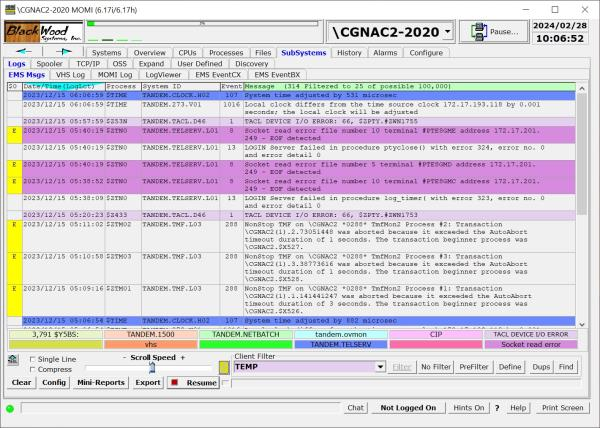 \CGNAC2-2020 MOMI (6.17i/6.17h)
BlackWood
Systems, Inc.
\CGNAC2-2020
Pause...
2024/02/28
10:06:52
Systems Overview CPUs Processes Files SubSystems History Alarms Configure
Logs Spooler TCP/IP OSS Expand User Defined Discovery
EMS Msgs VHS Log MOMI Log LogViewer EMS EventCX EMS EventBX
SO Date/Time(LogLct) Process System ID Event Message (314 Filtered to 25 of possible 100,000)
2023/12/15 06:06:59 $TIME TANDEM.CLOCK.H02 107 System time adjusted by 531 microsec
2023/12/15 06:06:59 $TIME TANDEM.273.V01 1016 Local clock differs from the time source clock 172.17.193.118 by 0.001
seconds; the local clock will be adjusted
2023/12/15 05:57:59 $S3N TANDEM.TACL.D46 1 TACL DEVICE I/O ERROR: 66, $ZPTY.#ZWN1755
E 2023/12/15 05:40:19 $ZTN0 TANDEM.TELSERV.L01 8 Socket read error file number 10 terminal #PTE8GME address 172.17.201.
249 - EOF detected
2023/12/15 05:40:19 $ZTN0 TANDEM.TELSERV.L01 13 LOGIN Server failed in procedure ptyclose() with error 324, error no. 0
and error detail 0
E 2023/12/15 05:40:19 $ZTN0 TANDEM.TELSERV.L01 8 Socket read error file number 5 terminal #PTE8GMD address 172.17.201.
249 - EOF detected
E 2023/12/15 05:38:52 $ZTN0 TANDEM.TELSERV.L01 8 Socket read error file number 10 terminal #PTE8GMC address 172.17.201.
249 - EOF detected
2023/12/15 05:38:09 $ZTN0 TANDEM.TELSERV.L01 13 LOGIN Server failed in procedure log_timer() with error 323, error no. 0
and error detail 0
2023/12/15 05:20:23 $X433 TANDEM.TACL.D46 1 TACL DEVICE I/O ERROR: 66, $ZPTY.#ZWN1753
E 2023/12/15 05:11:02 $ZTM02 TANDEM.TMF.L03 288 NonStop TMF on \CGNAC2 *0288* TmfMon2 Process #2: Transaction
\CGNAC2(1).2.73051448 was aborted because it exceeded the AutoAbort
timeout duration of 1 seconds. The transaction beginner process was
\CGNAC2.$X527.
E 2023/12/15 05:10:58 $ZTM03 TANDEM.TMF.L03 288 NonStop TMF on \CGNAC2 *0288* TmfMon2 Process #3: Transaction
\CGNAC2(1).3.38773616 was aborted because it exceeded the AutoAbort
timeout duration of 1 seconds. The transaction beginner process was
\CGNAC2.$X528.
E 2023/12/15 05:09:16 $ZTM01 TANDEM.TMF.L03 288 NonStop TMF on \CGNAC2 *0288* TmfMon2 Process #1: Transaction
\CGNAC2(1).1.141441247 was aborted because it exceeded the AutoAbort
timeout duration of 3 seconds. The transaction beginner process was
\CGNAC2.$X526.
2023/12/15 05:06:54 $TIME TANDEM.CLOCK.H02 107 System time adjusted by 882 microsec
3,791 $Y5BS: TANDEM.1500 TANDEM.NETBATCH tandem.ovmon CIP TACL DEVICE I/O ERROR
vhs TANDEM.TELSERV Socket read error
Single Line - Scroll Speed + Client Filter
Compress TEMP Filter No Filter PreFilter Define Dups Find
Clear Config Mini-Reports Export Resume
Chat Not Logged On Hints On ? Help Print Screen